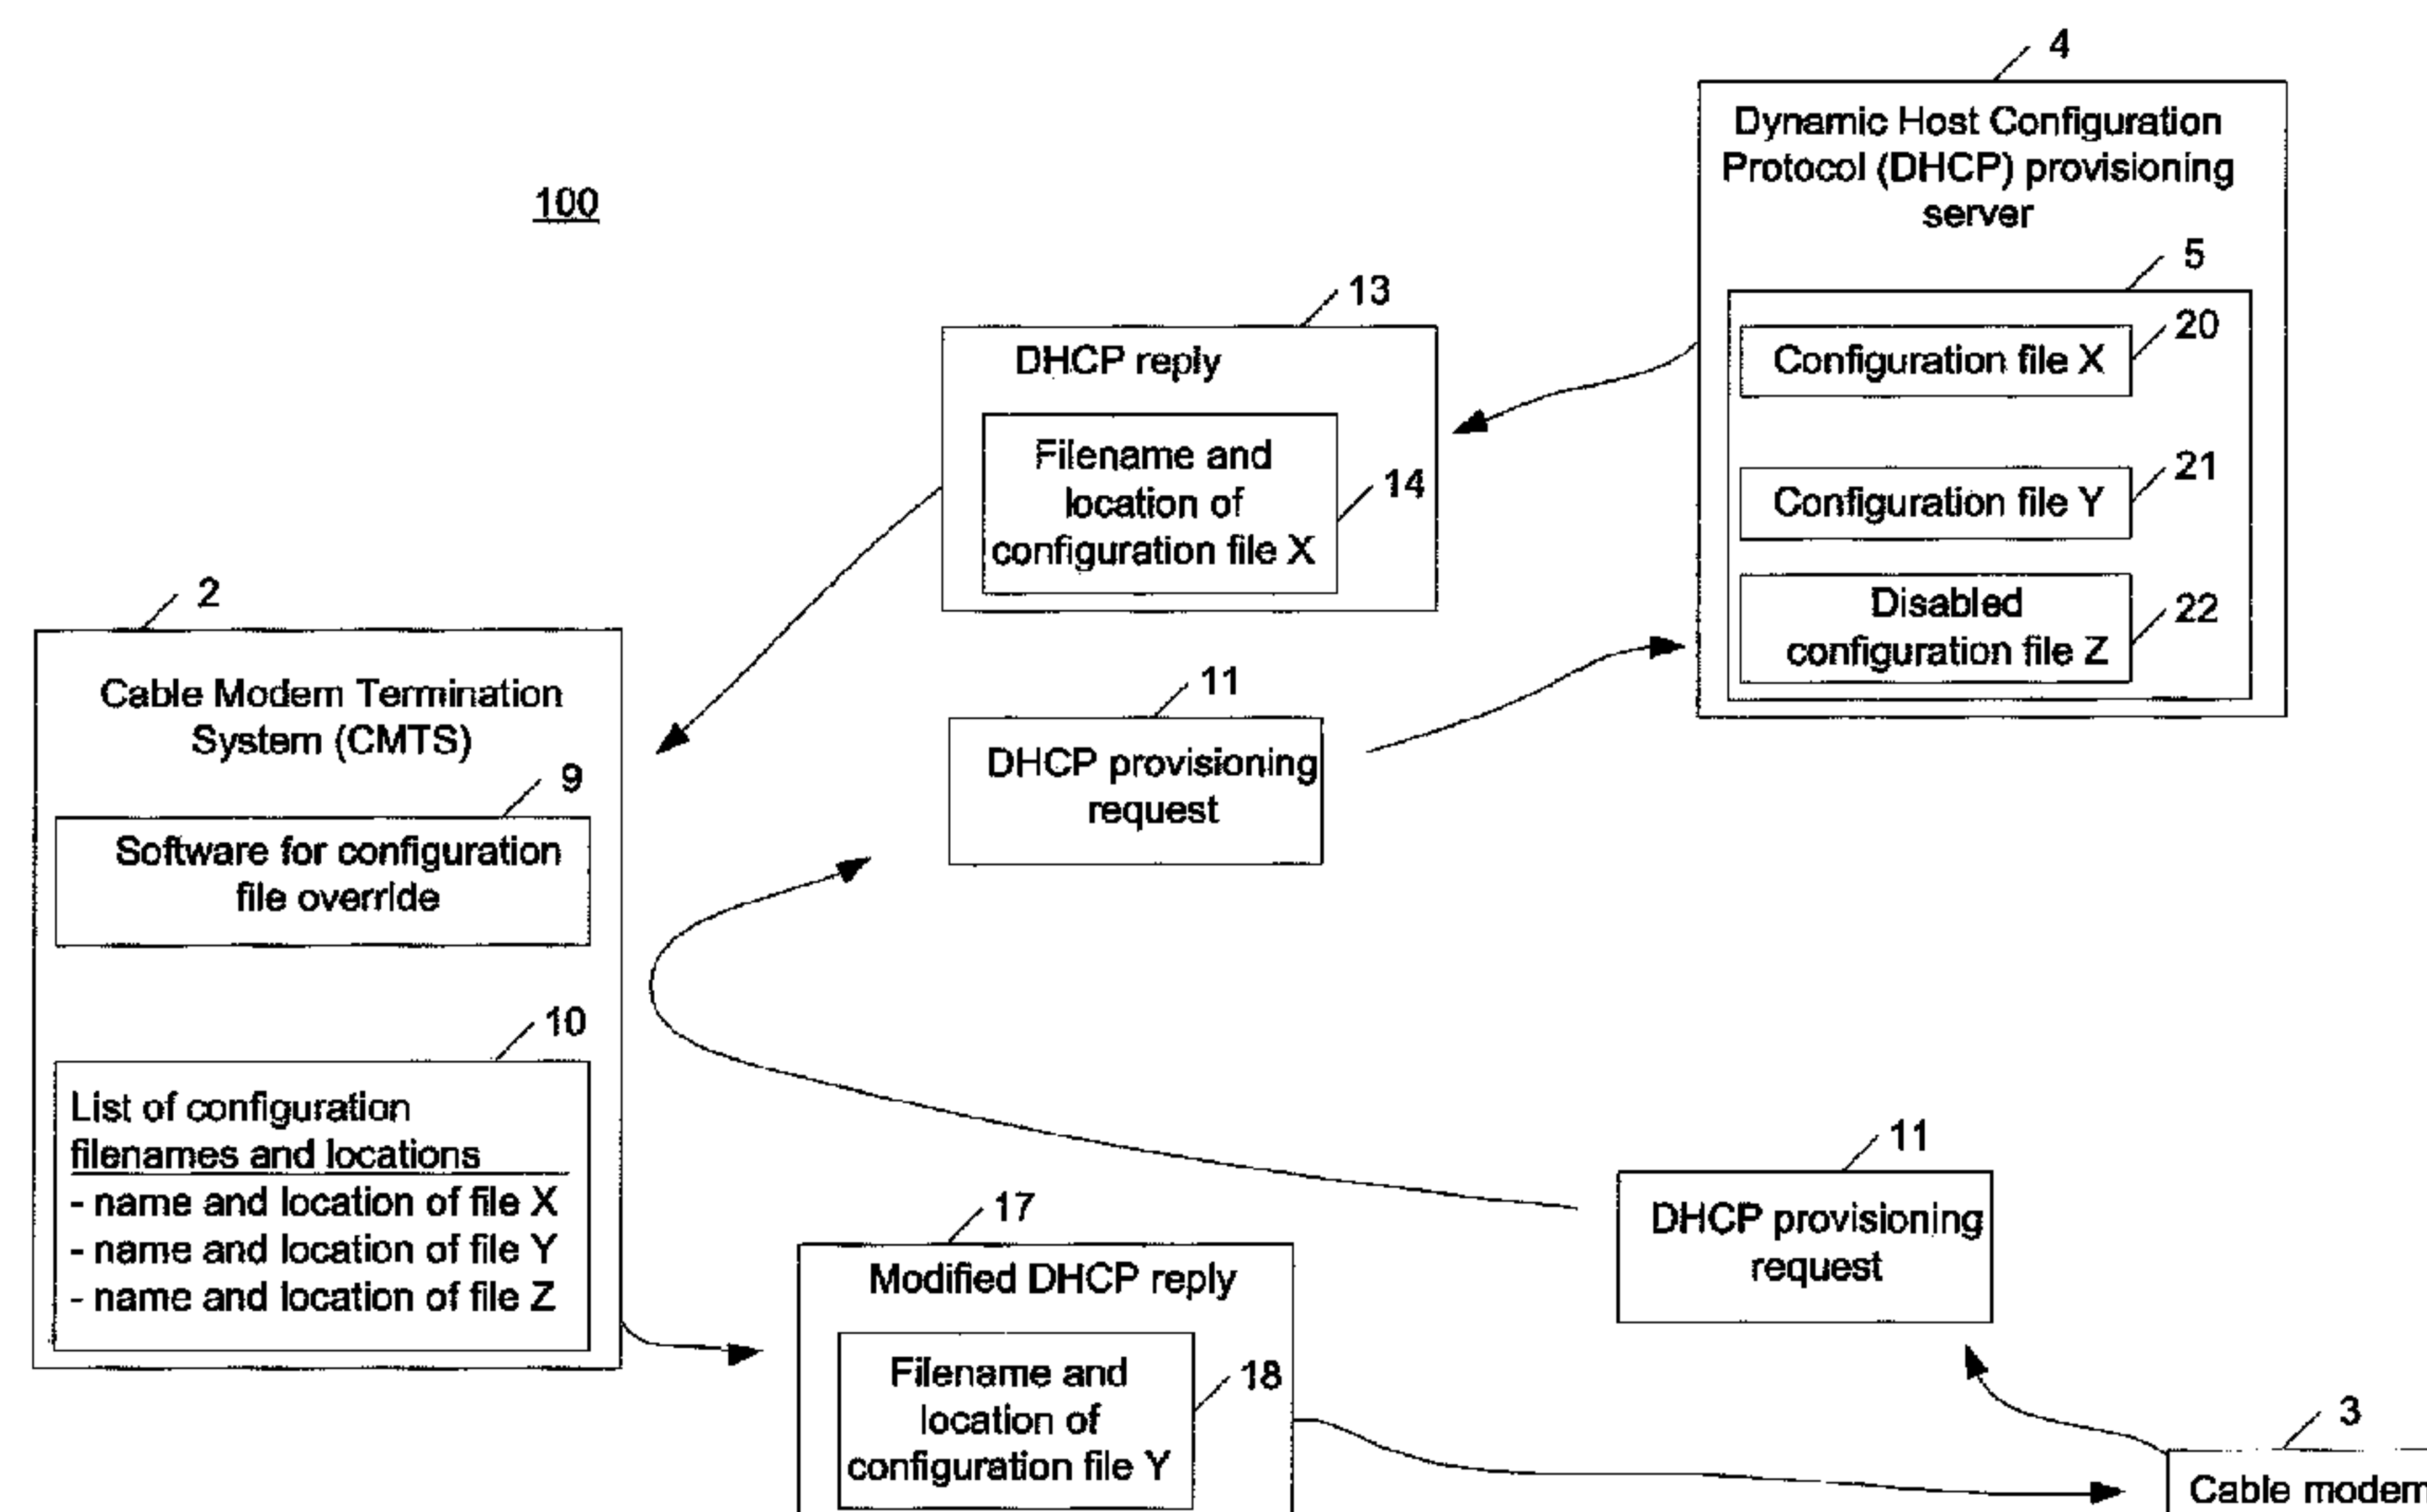 4
Dynamic Host Configuration
Protocol (DHCP) provisioning
server
100
5
13
20
DHCP reply
Configuration file X
Filename and
location of
configuration file X
14
21
Configuration file Y
2
Disabled
configuration file Z
22
Cable Modem Termination
System (CMTS)
11
DHCP provisioning
request
9
Software for configuration
file override
10
List of configuration
filenames and locations
- name and location of file X
- name and location of file Y
- name and location of file Z
11
DHCP provisioning
request
17
Modified DHCP reply
Filename and
location of
configuration file Y
18
3
Cable modem